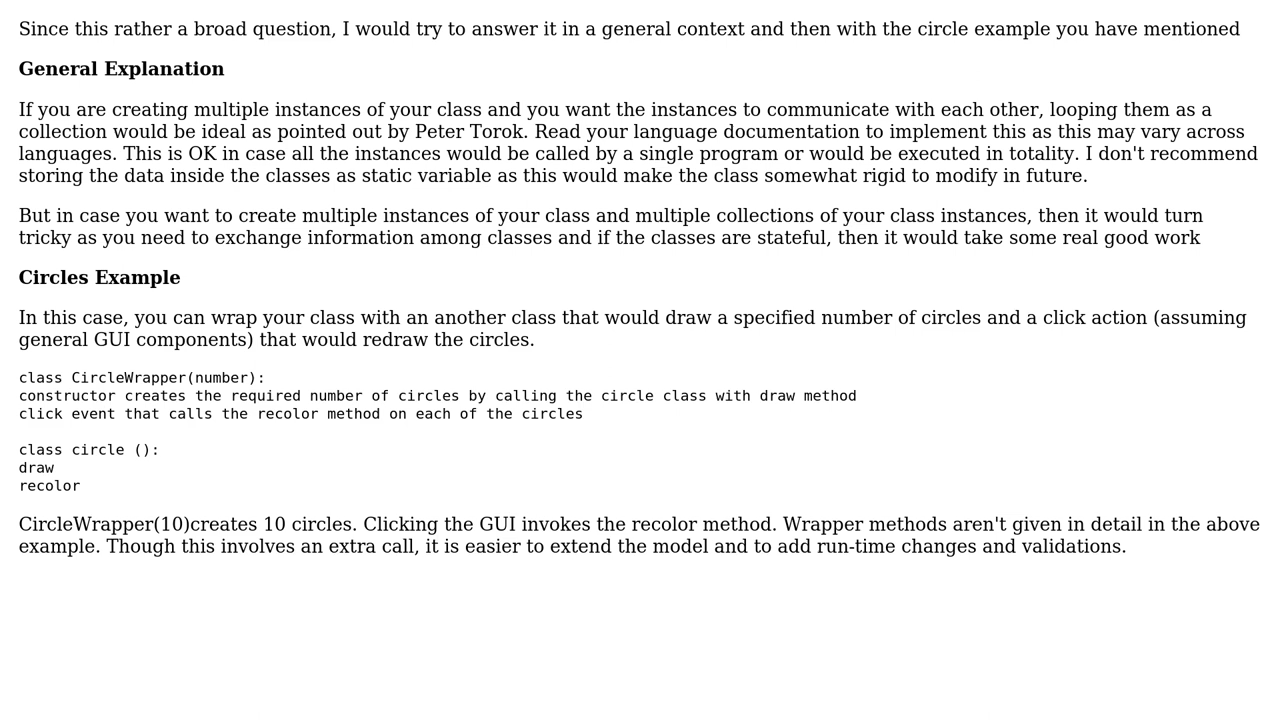 Since this rather a broad question, I would try to answer it in a general context and then with the circle example you have mentioned
General Explanation
If you are creating multiple instances of your class and you want the instances to communicate with each other, looping them as a
collection would be ideal as pointed out by Peter Torok. Read your language documentation to implement this as this may vary across
languages. This is OK in case all the instances would be called by a single program or would be executed in totality. I don't recommend
storing the data inside the classes as static variable as this would make the class somewhat rigid to modify in future.
But in case you want to create multiple instances of your class and multiple collections of your class instances, then it would turn
tricky as you need to exchange information among classes and if the classes are stateful, then it would take some real good work
Circles Example
In this case, you can wrap your class with an another class that would draw a specified number of circles and a click action (assuming
general GUI components) that would redraw the circles.
class CircleWrapper(number):
constructor creates the required number of circles by calling the circle class with draw method
click event that calls the recolor method on each of the circles
class circle ():
draw
recolor
CircleWrapper(10)creates 10 circles. Clicking the GUI invokes the recolor method. Wrapper methods aren't given in detail in the above
example. Though this involves an extra call, it is easier to extend the model and to add run-time changes and validations.